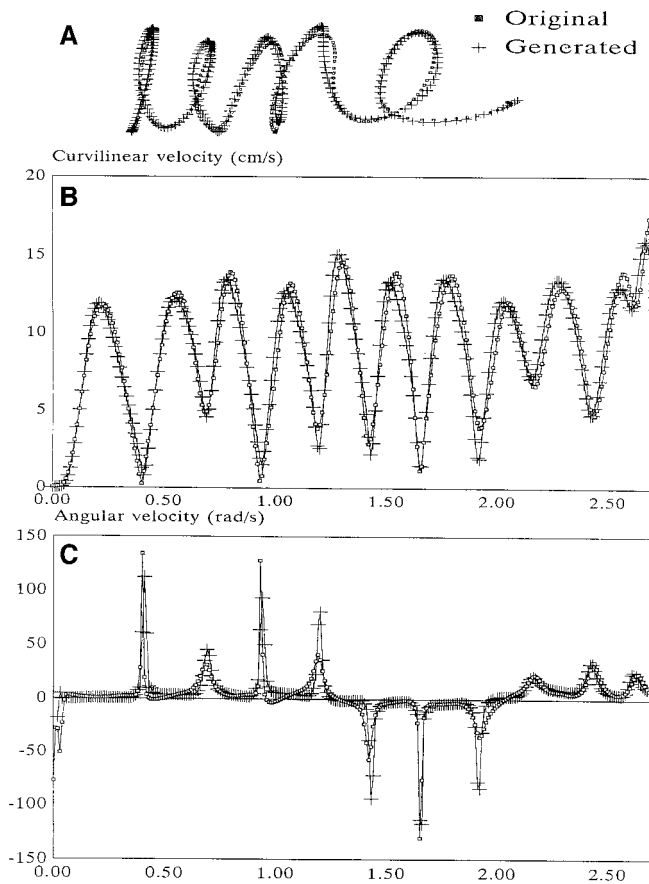 A
Original
Generated
une
Curvilinear velocity (cm/s)
20
B
15
10
5
0
0.00 0.50 1.00 1.50 2.00 2.50
Angular velocity (rad/s)
150
C
100
50
0
-50
-100
-150
0.00 0.50 1.00 1.50 2.00 2.50